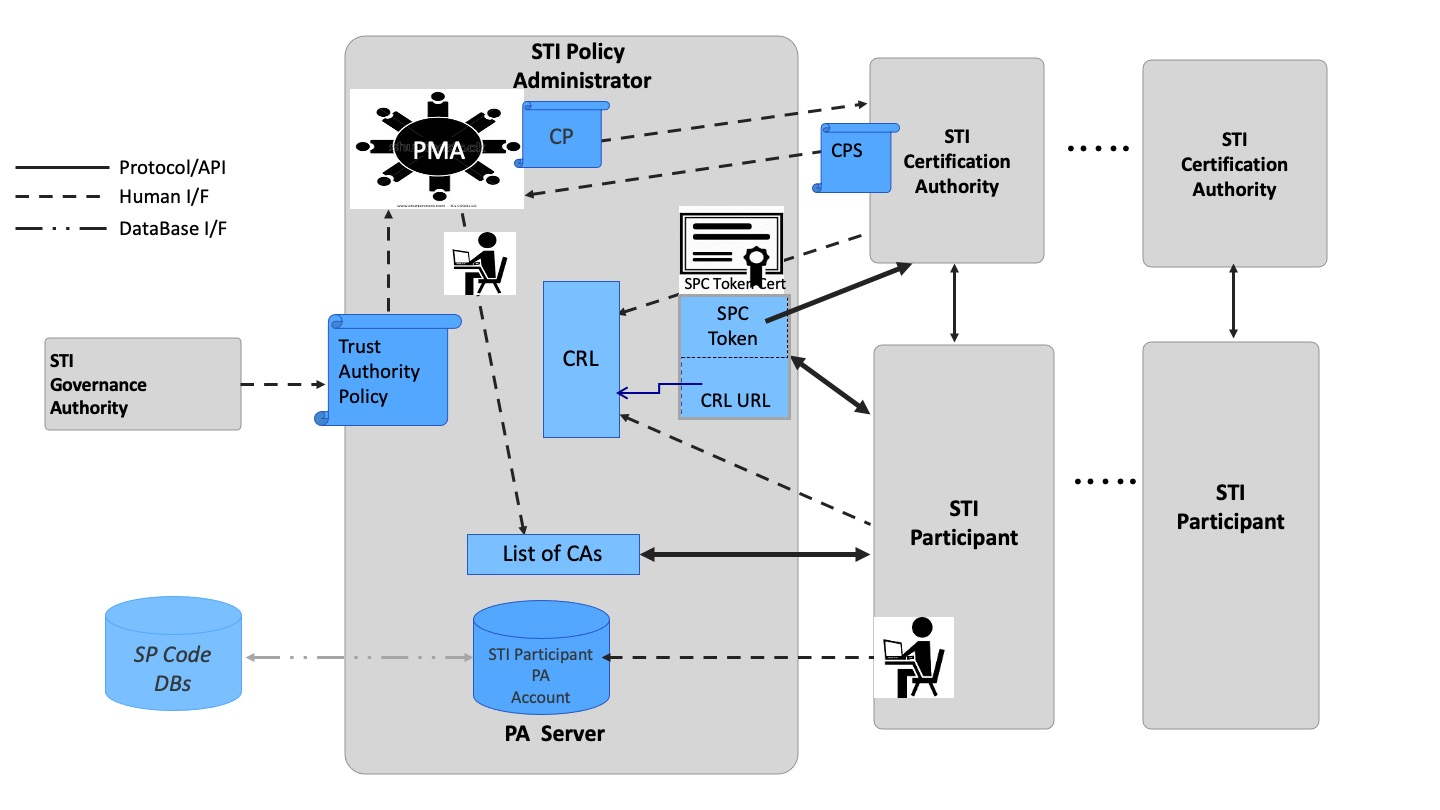 STI Policy
Administrator
PMA
CP
CPS
STI
Certification
Authority
STI
Certification
Authority
Protocol/API
Human I/F
DataBase I/F
SPC Token Cert
SPC
Token
CRL
CRL URL
Trust
Authority
Policy
STI
Governance
Authority
STI
Participant
STI
Participant
List of CAs
SP Code
DBs
STI Participant
PA
Account
PA Server